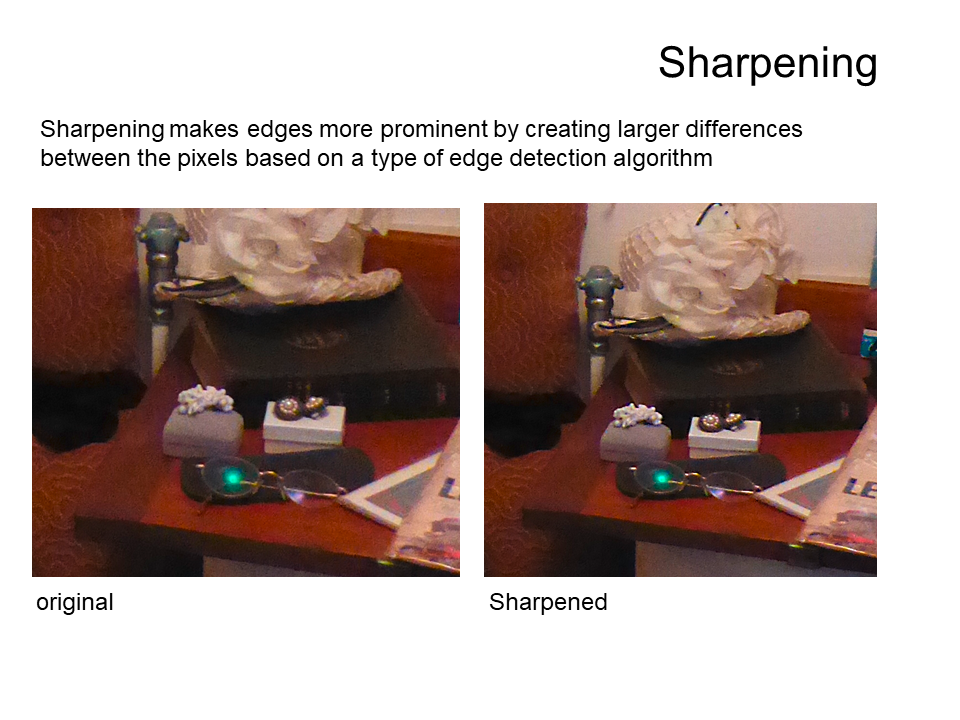 Sharpening
Sharpening makes edges more prominent by creating larger differences
between the pixels based on a type of edge detection algorithm
LE
original
Sharpened